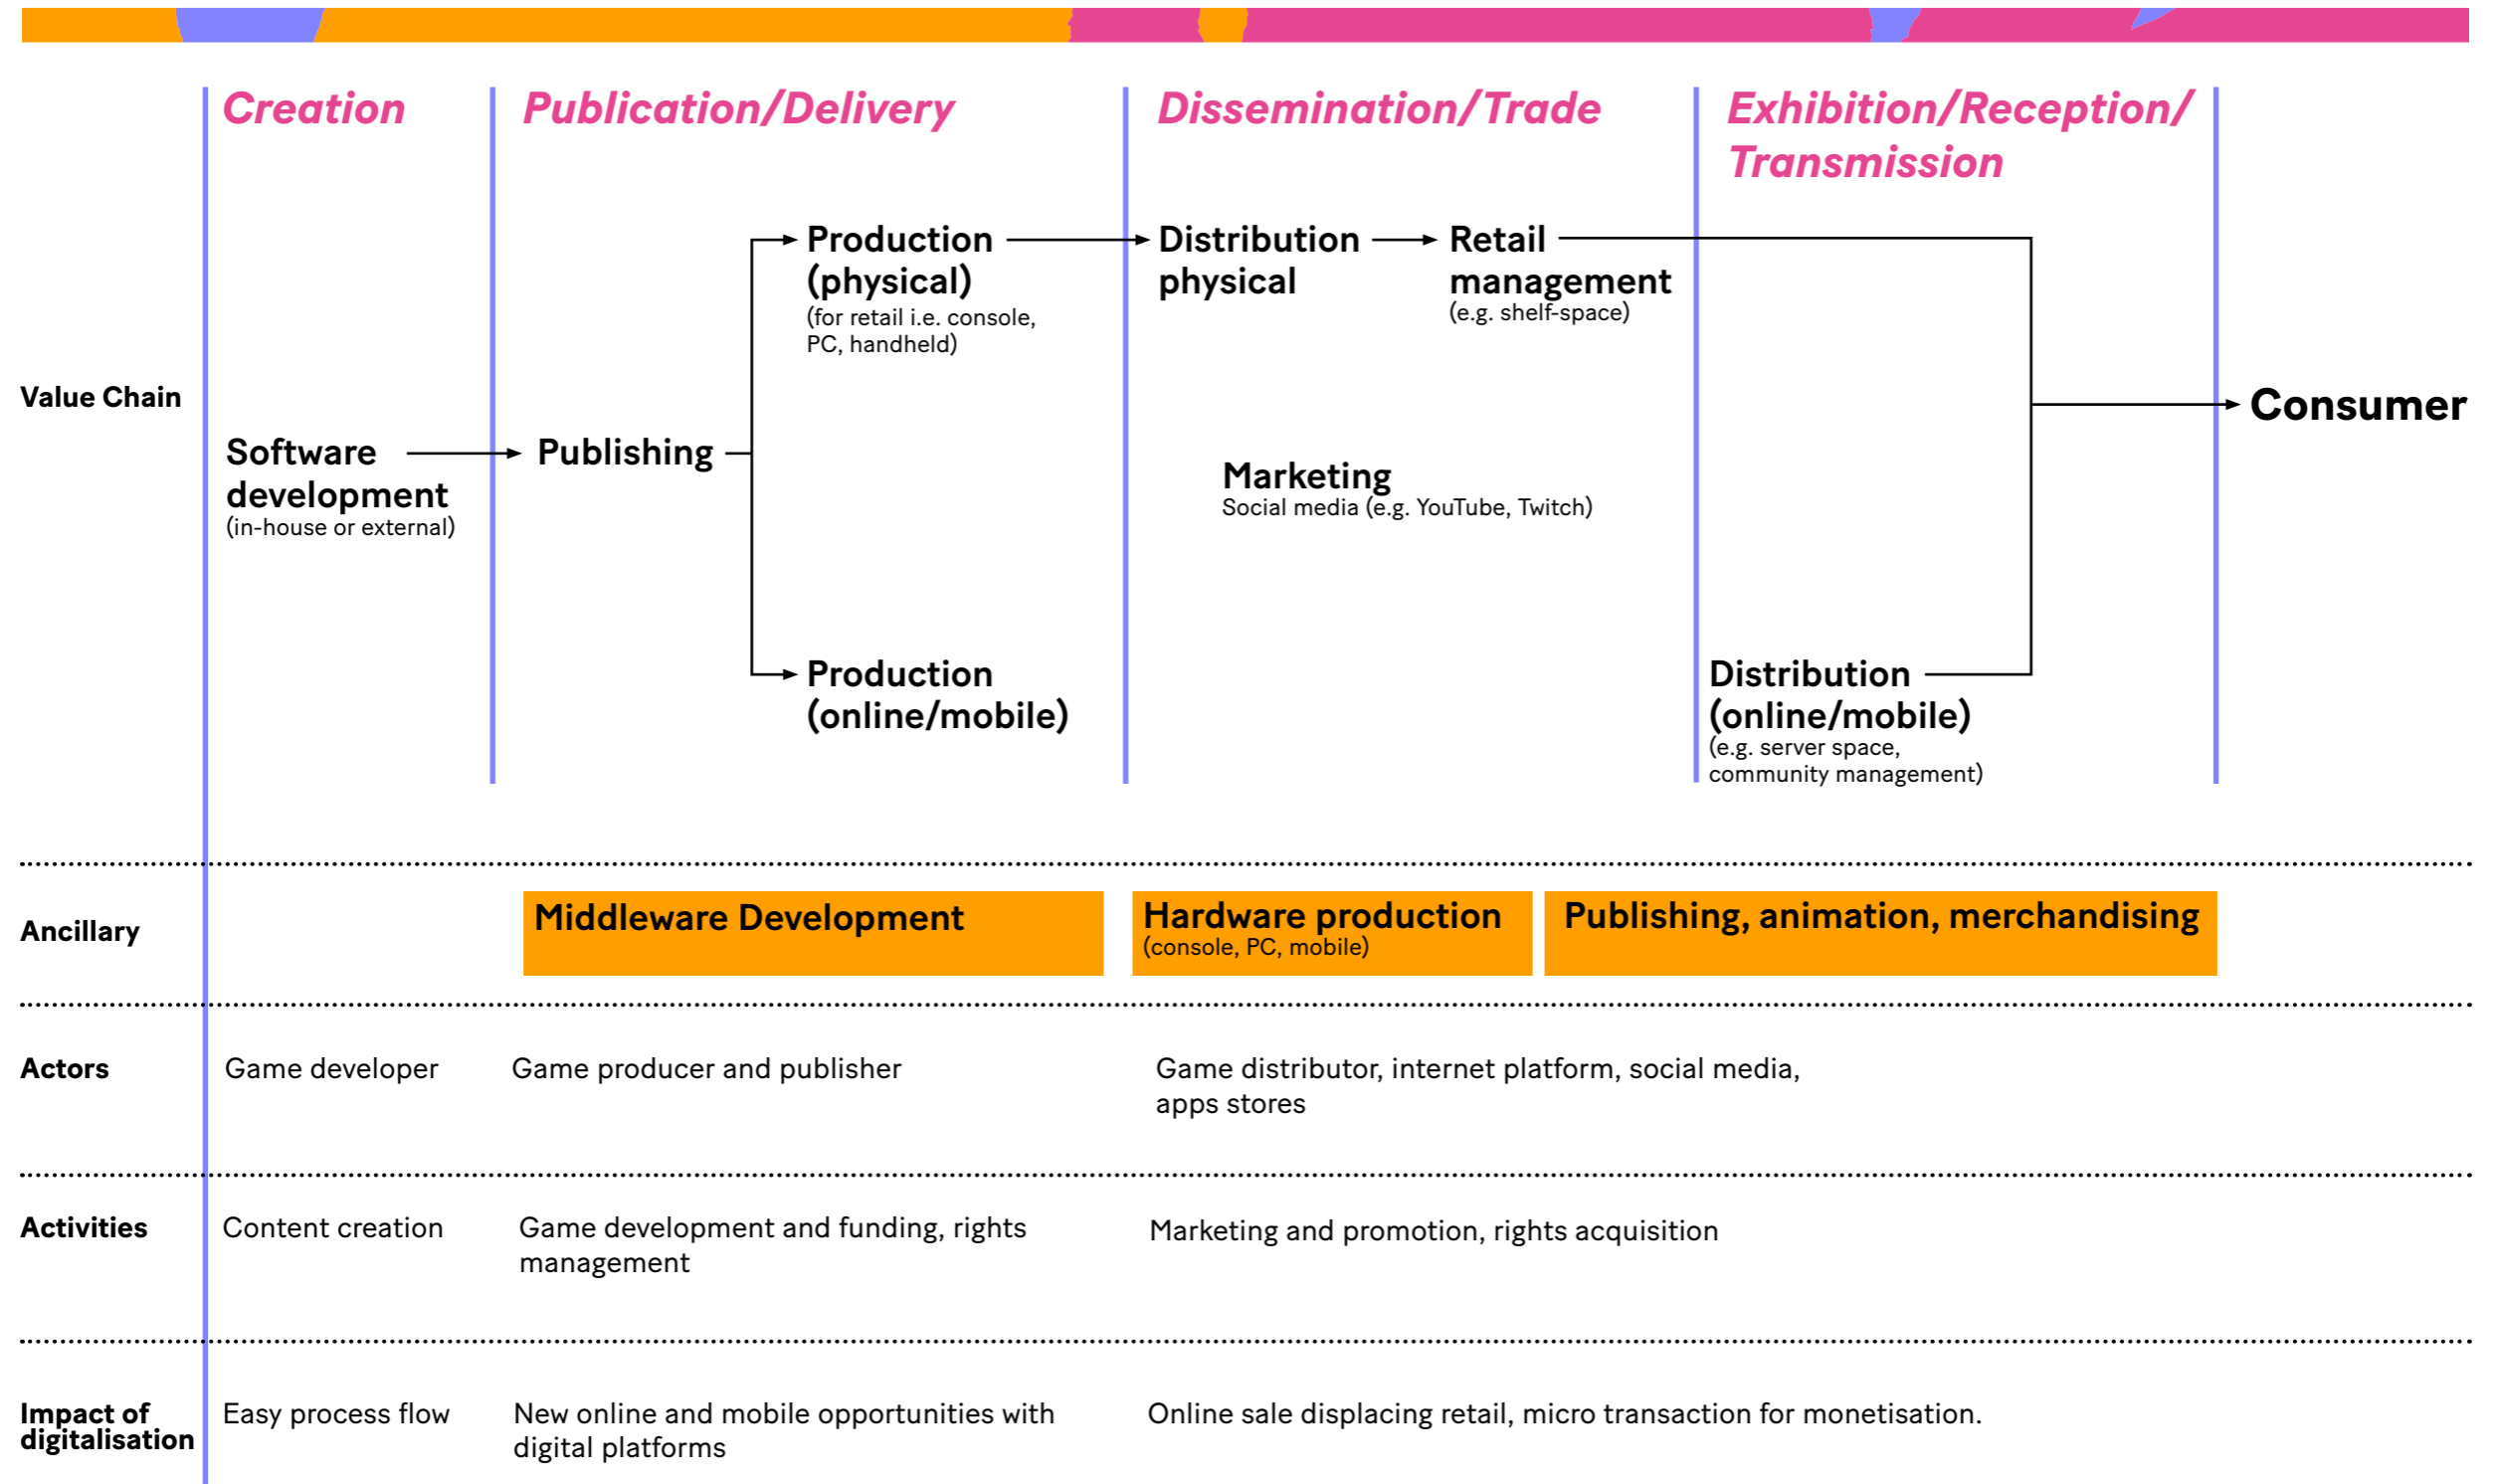 Creation
Publication/Delivery
Dissemination/Trade
Exhibition/Reception/
Transmission
Value Chain
Software
development
(in-house or external)
Publishing
Production
(physical)
(for retail i.e. console,
PC, handheld)
Production
(online/mobile)
Distribution
physical
Retail
management
(e.g. shelf-space)
Marketing
Social media (e.g. YouTube, Twitch)
Distribution
(online/mobile)
(e.g. server space,
community management)
Consumer
Ancillary
Middleware Development
Hardware production
(console, PC, mobile)
Publishing, animation, merchandising
Actors
Game developer
Game producer and publisher
Game distributor, internet platform, social media,
apps stores
Activities
Content creation
Game development and funding, rights
management
Marketing and promotion, rights acquisition
Impact of
digitalisation
Easy process flow
New online and mobile opportunities with
digital platforms
Online sale displacing retail, micro transaction for monetisation.